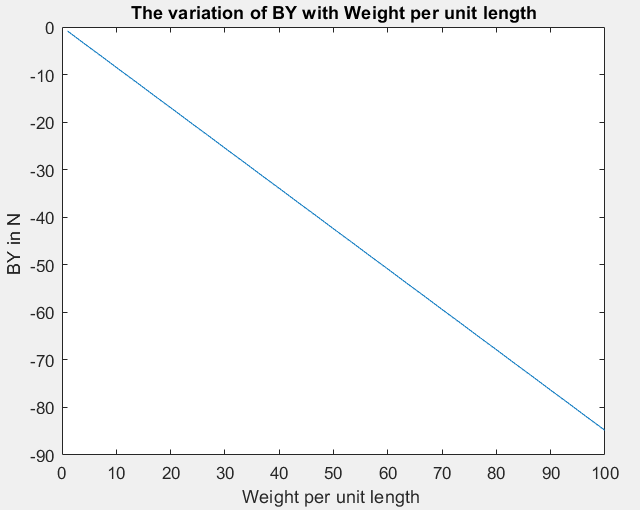 The variation of BY with Weight per unit length
0
-10
-20
-30
-40
-50
-60
-70
-80
-90
BY in N
0 10 20 30 40 50 60 70 80 90 100
Weight per unit length